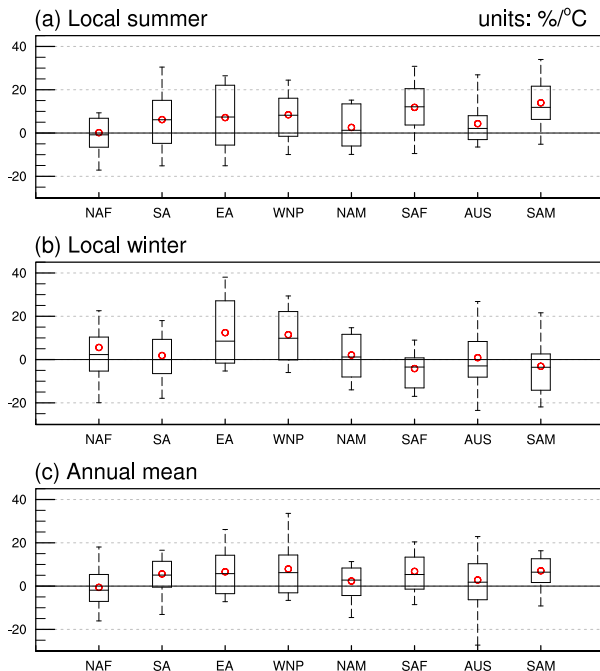 (a) Local summer units: %/°C
40
20
0
-20
NAF SA EA WNP NAM SAF AUS SAM
(b) Local winter
40
20
0
-20
NAF SA EA WNP NAM SAF AUS SAM
(c) Annual mean
40
20
0
-20
NAF SA EA WNP NAM SAF AUS SAM